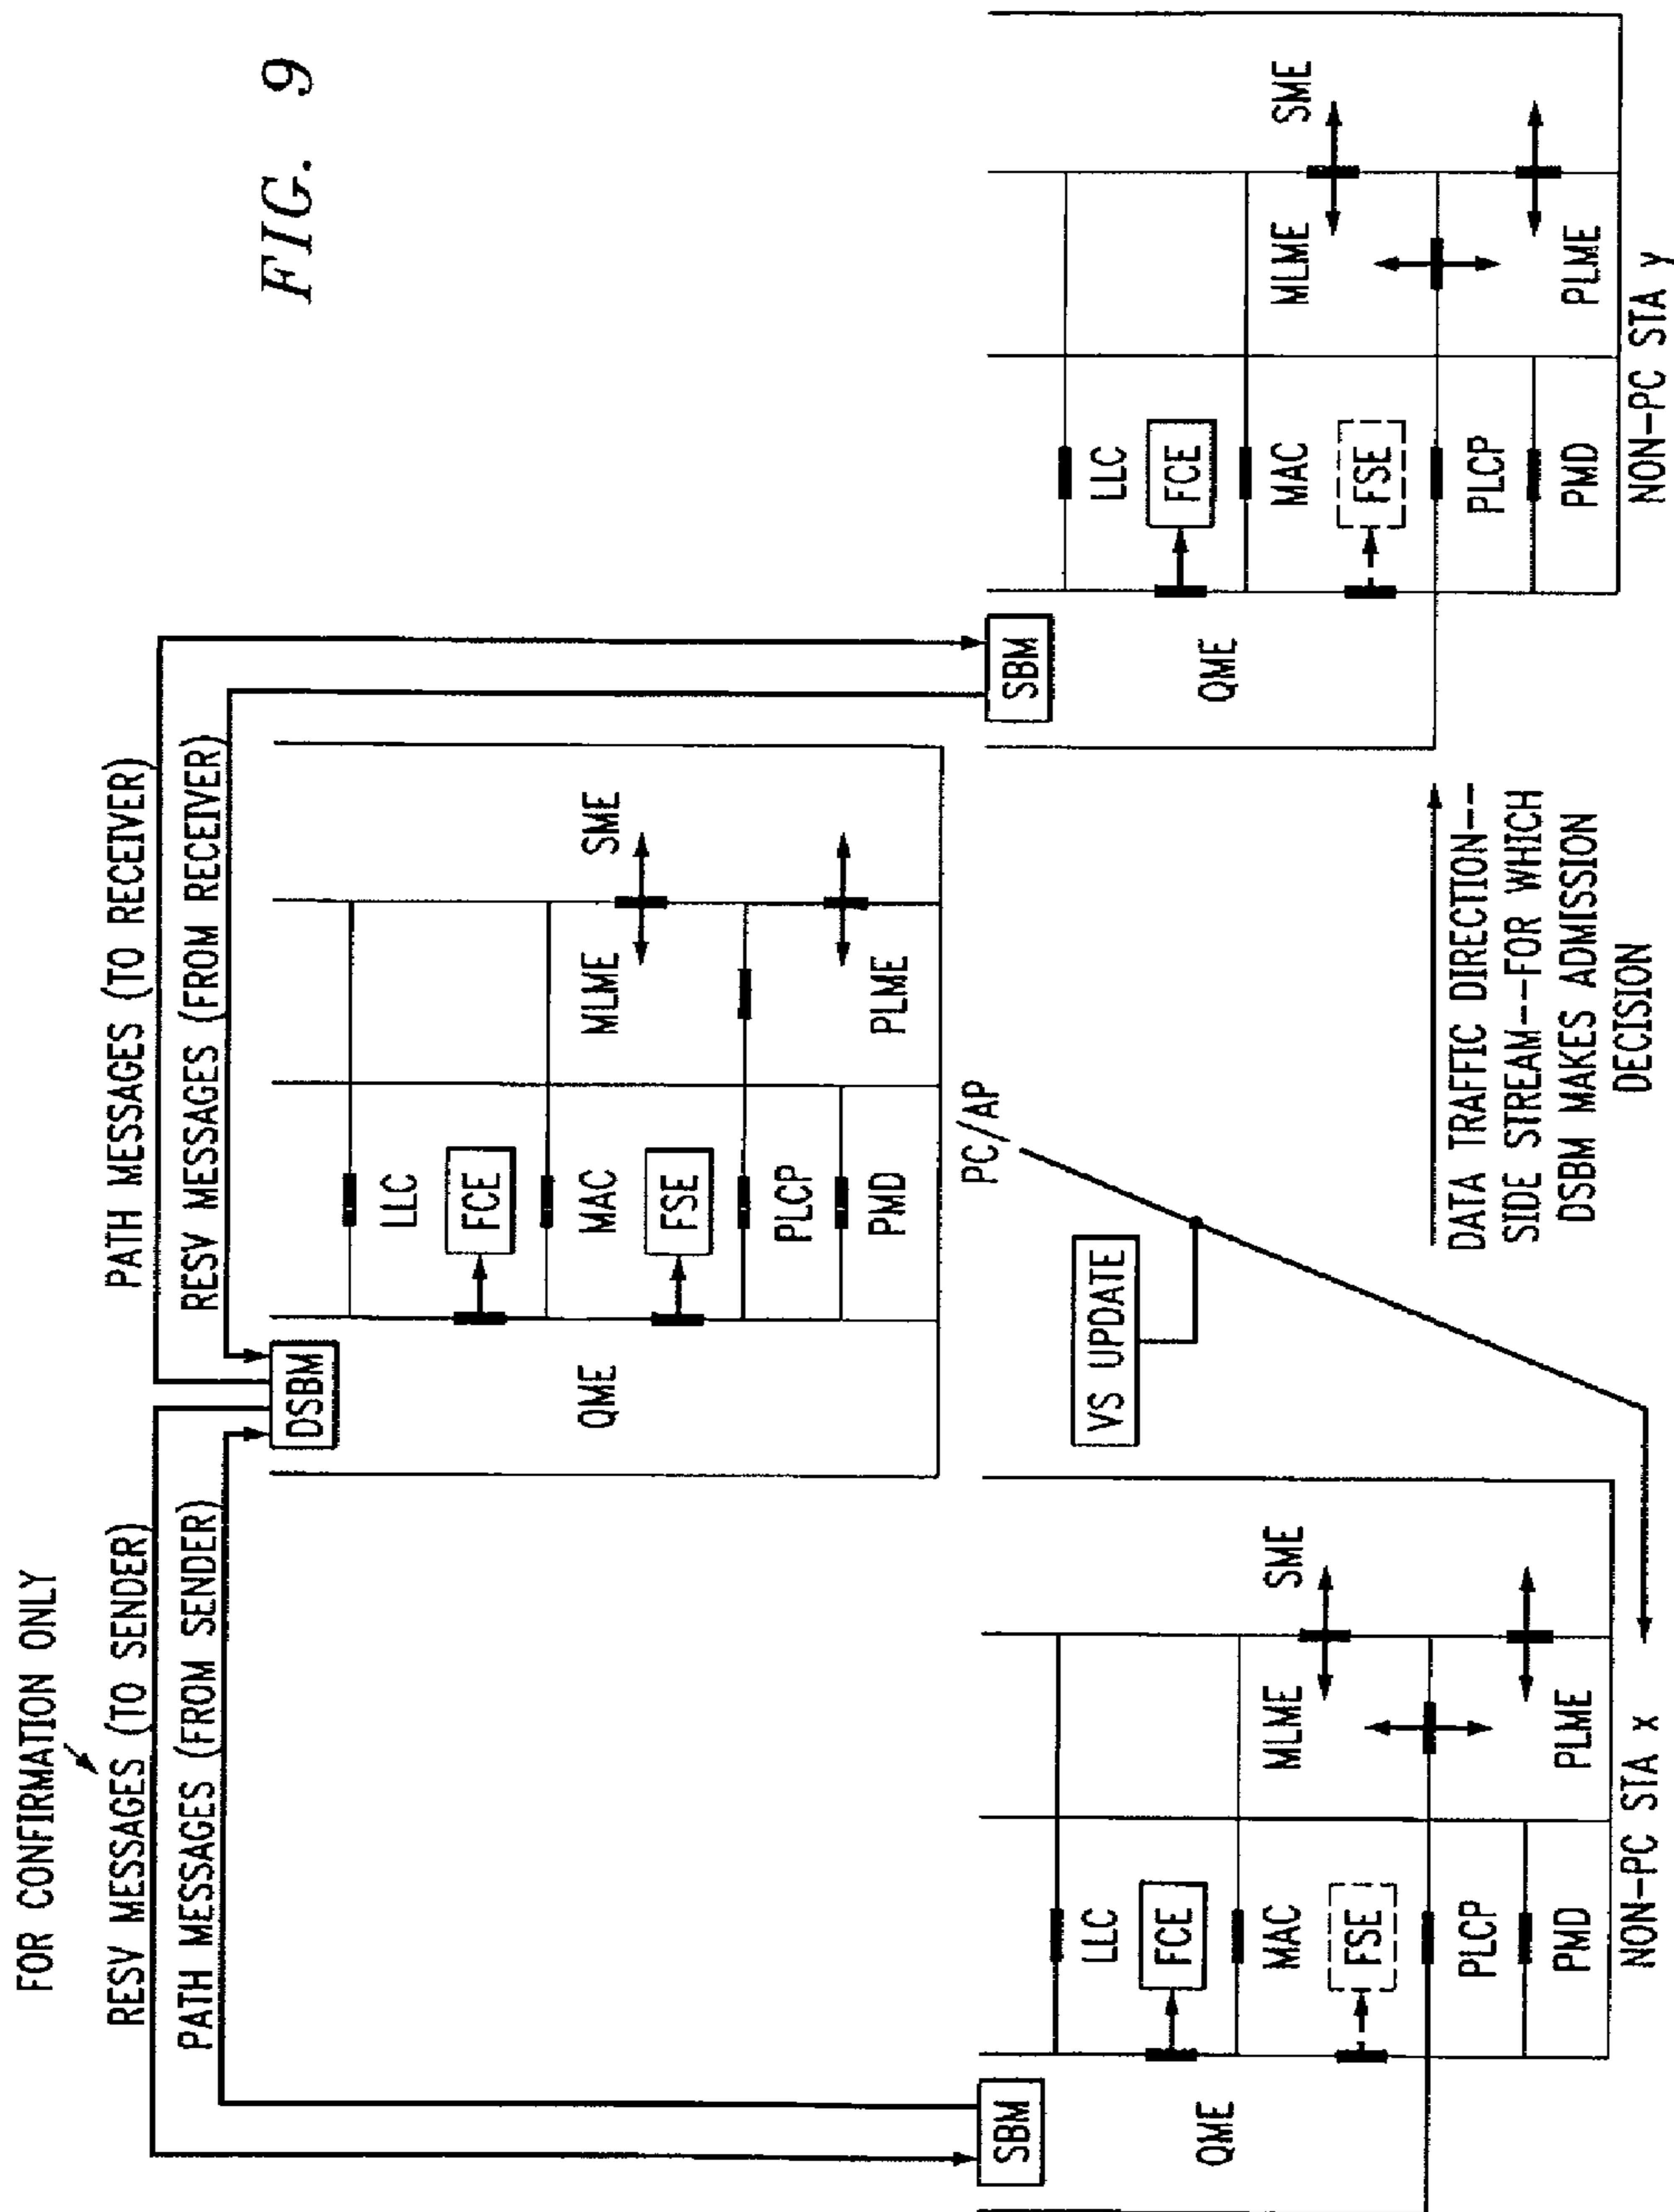 FIG. 9
FOR CONFIRMATION ONLY
RESV MESSAGES (TO SENDER)
PATH MESSAGES (FROM SENDER)
PATH MESSAGES (TO RECEIVER)
RESV MESSAGES (FROM RECEIVER)
DSBM
QME
LLC
FCE
MAC
FSE
PLCP
PMD
MLME
SME
PLME
PC/AP
VS UPDATE
SBM
QME
LLC
FCE
MAC
FSE
PLCP
PMD
MLME
SME
PLME
NON-PC STA x
DATA TRAFFIC DIRECTION--
SIDE STREAM---FOR WHICH
DSBM MAKES ADMISSION
DECISION
SBM
QME
LLC
FCE
MAC
FSE
PLCP
PMD
MLME
SME
PLME
NON-PC STA y